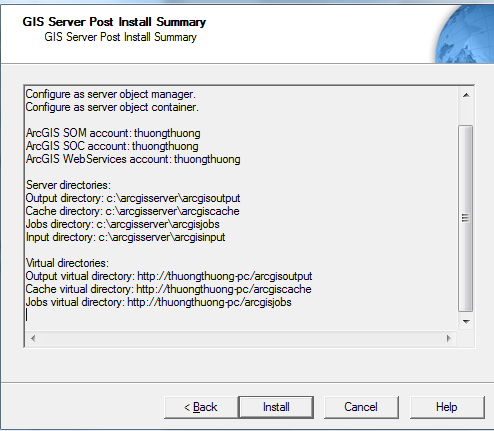 GIS Server Post Install Summary
GIS Server Post Install Summary
Configure as server object manager.
Configure as server object container.
ArcGIS SOM account: thuongthuong
ArcGIS SOC account: thuongthuong
ArcGIS WebServices account: thuongthuong
Server directories:
Output directory: c:\arcgisserver\arcgisoutput
Cache directory: c:\arcgisserver\arcgiscache
Jobs directory: c:\arcgisserver\arcgisjobs
Input directory: c:\arcgisserver\arcgisinput
Virtual directories:
Output virtual directory: http://thuongthuong-pc/arcgisoutput
Cache virtual directory: http://thuongthuong-pc/arcgiscache
Jobs virtual directory: http://thuongthuong-pc/arcgisjobs
< Back Install Cancel Help